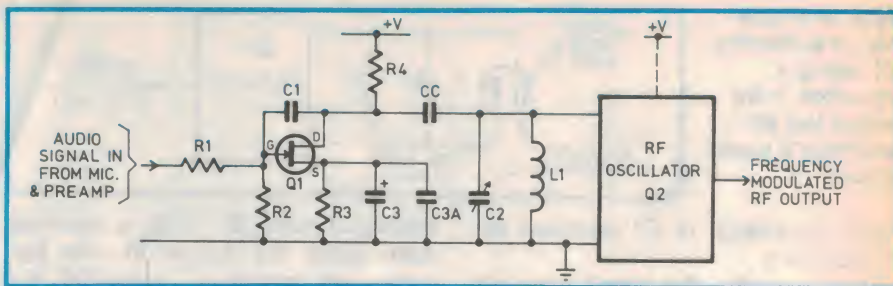 AUDIO
SIGNAL IN
FROM MIC.
& PREAMP
R1
C1
G
D
S
Q1
R2
R3
+V
R4
C3
+
C3A
CC
C2
L1
+V
RF
OSCILLATOR
Q2
FREQUENCY
MODULATED
RF OUTPUT